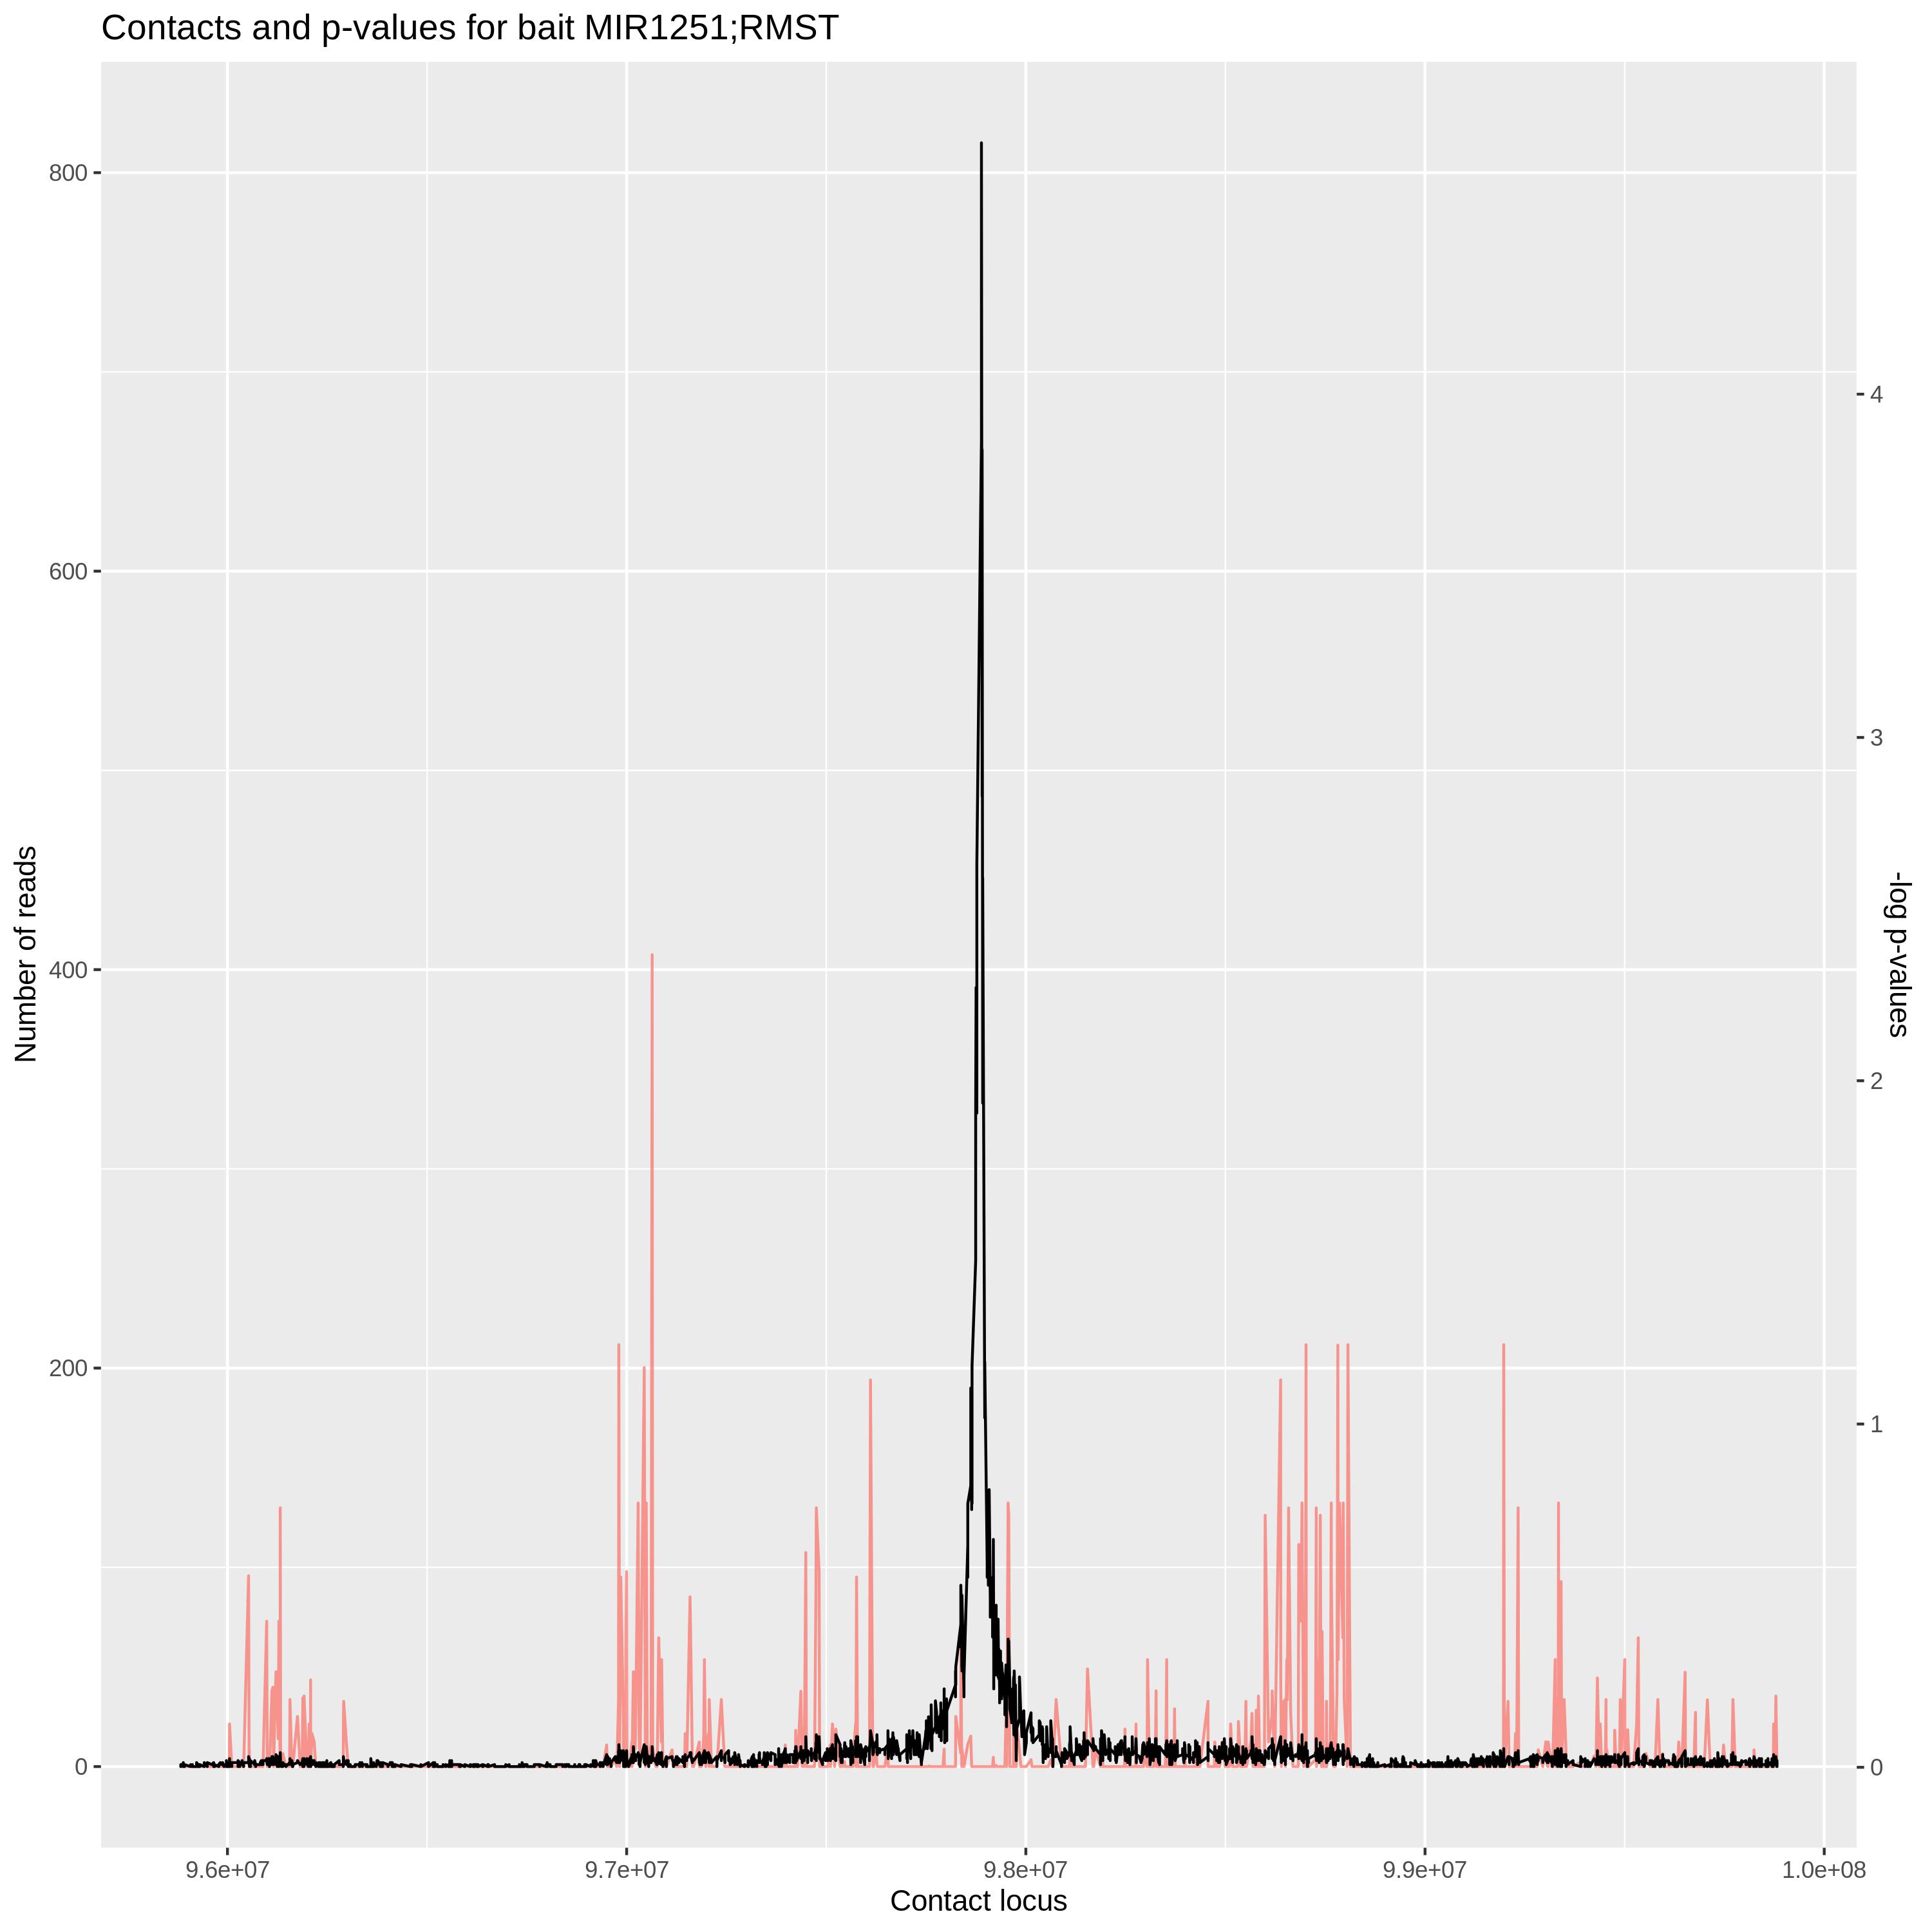 Contacts and p-values for bait MIR1251;RMST
800
600
400
200
0
Number of reads
4
3
2
1
0
-log p-values
9.6e+07
9.7e+07
9.8e+07
9.9e+07
1.0e+08
Contact locus